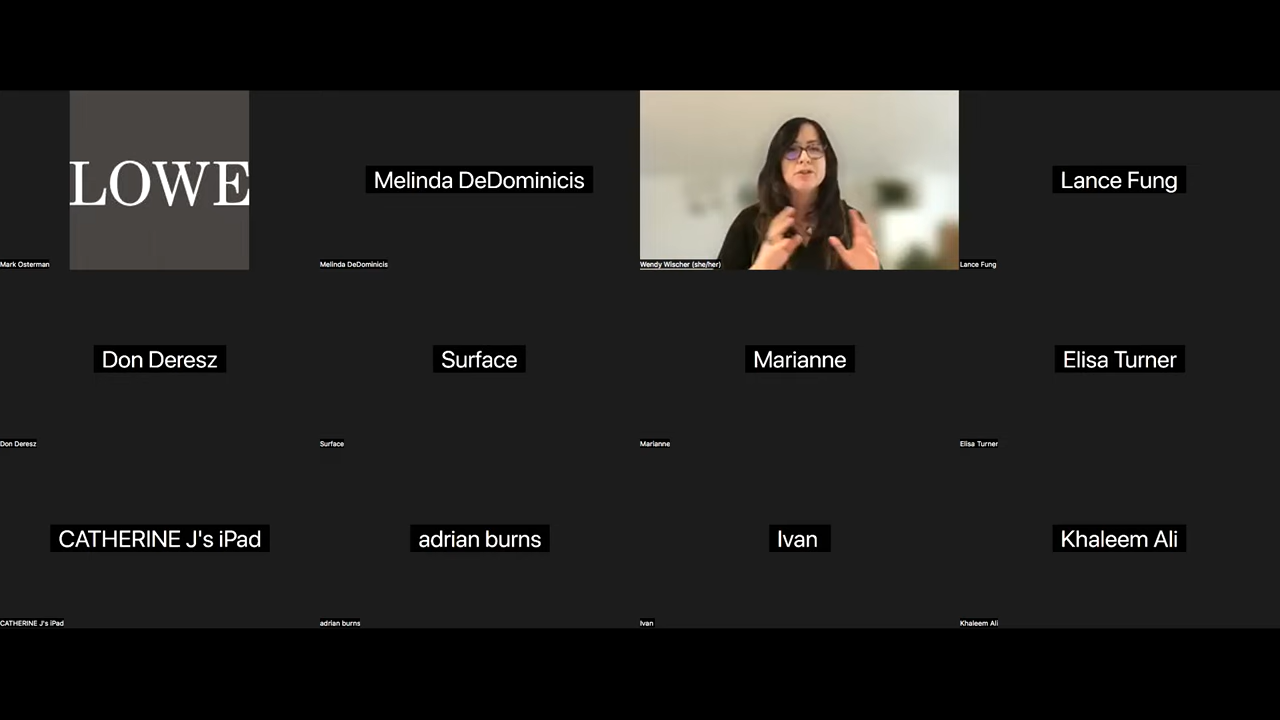 LOWE
Mark Osterman
Melinda DeDominicis
Melinda DeDominicis
Wendy Wischer (she/her)
Lance Fung
Lance Fung
Don Deresz
Don Deresz
Surface
Surface
Marianne
Marianne
Elisa Turner
Elisa Turner
CATHERINE J's iPad
CATHERINE J's iPad
adrian burns
adrian burns
Ivan
Ivan
Khaleem Ali
Khaleem Ali